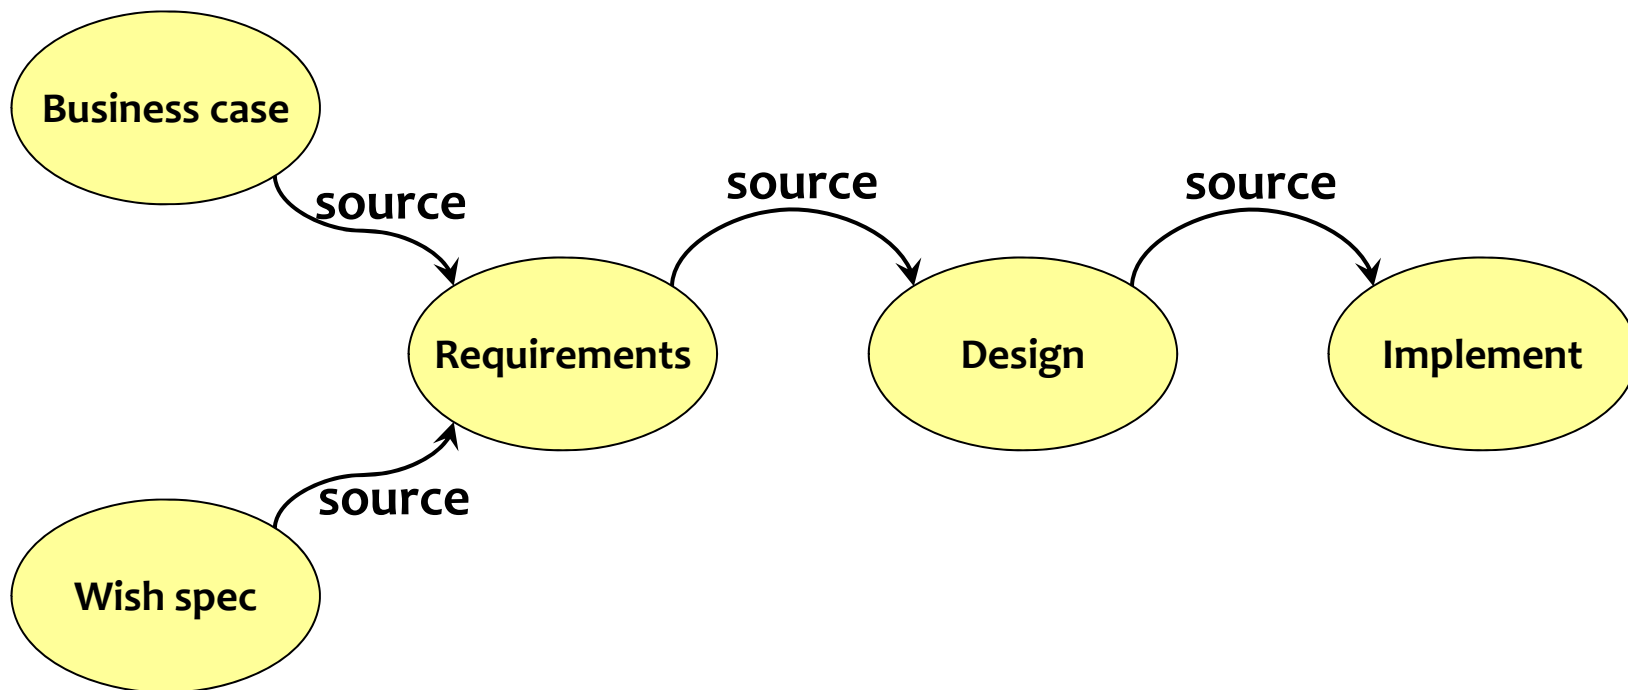 Business case
source
source
source
Requirements
Design
Implement
source
Wish spec